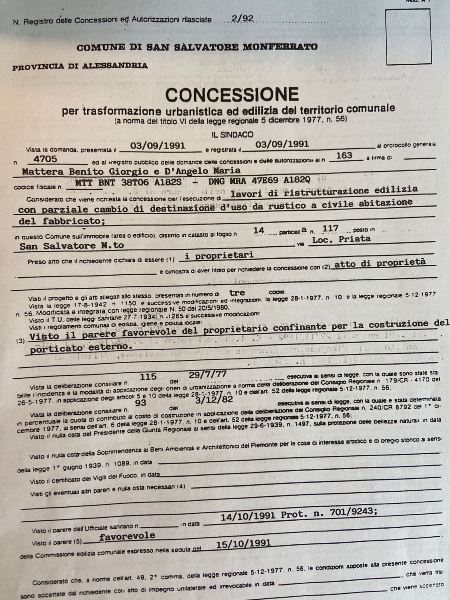 N. Registro delle Concessioni ed Autorizzazioni rilasciate 2/92
COMUNE DI SAN SALVATORE MONFERRATO
PROVINCIA DI ALESSANDRIA
CONCESSIONE
per trasformazione urbanistica ed edilizia del territorio comunale
(a norma del titolo VI della legge regionale 5 dicembre 1977, n. 56)
IL SINDACO
Vista la domanda, presentata il 03/09/1991 e registrata il 03/09/1991 al protocollo generale
n. 4705 ed al registro pubblico delle domande delle concessioni e delle autorizzazioni al n. 163 a firma di
Mattera Benito Giorgio e D'Angelo Maria
codice fiscale n. MTT BNT 38T06 A182S - DNG MRA 47E69 A182Q
Considerato che viene richiesta la concessione per l'esecuzione di lavori di ristrutturazione edilizia
con parziale cambio di destinazione d'uso da rustico a civile abitazione
del fabbricato;
in questo Comune sull'immobile (area o edificio), distinto in catasto al foglio n. 14 particella 117 posto in
San Salvatore M.to via Loc. Priata
Preso atto che il richiedente dichiara di essere (1) i proprietari
e dimostra di aver titolo per richiedere la concessione con (2) atto di proprietà
Visto il progetto e gli atti allegati allo stesso, presentati in numero di tre copie.
Vista la legge 17-8-1942 n. 1150 e successive modificazioni ed integrazioni, la legge 28-1-1977, n. 10 e la legge regionale 5-12-1977
n. 56, Modificata e integrata con legge regionale N. 50 del 20/5/1980.
Visto il T.U. delle leggi sanitarie 27-7-1934, n. 1265 e successive modificazioni;
Visti i regolamenti comunali di edilizia, igiene e polizia locale;
(3) Visto il parere favorevole del proprietario confinante per la costruzione del
porticato esterno.
Vista la deliberazione consiliare n. 115 del 29/7/77 esecutiva ai sensi di legge, con la quale sono state sta-
bilite l'incidenza e la modalità di applicazione degli oneri di urbanizzazione a norma della deliberazione del Consiglio Regionale n. 179/CR - 4170 del
26-5-1977, in applicazione degli articoli 5 e 10 della legge 28-1-1977, n. 10 e dell'art. 52 della legge regionale 5-12-1977, n. 56.
Vista la deliberazione consiliare n. 93 del 3/12/82 esecutiva ai sensi di legge, con la quale è stata determinata
in percentuale la quota di contributo al costo di costruzione in applicazione della deliberazione del Consiglio Regionale n. 240/CR 8792 del 1° di-
cembre 1977, ai sensi dell'art. 6 della legge 28-1-1977, n. 10 e dell'art. 52 della legge regionale 5-12-1977, n. 56.
Visto il nulla osta del Presidente della Giunta Regionale ai sensi della legge 29-6-1939, n. 1497, sulla protezione delle bellezze naturali in data
Visto il nulla osta della Soprintendenza ai Beni Ambientali e Architettonici del Piemonte per le cose di interesse artistico e di pregio storico a sensi
della legge 1° giugno 1939, n. 1089, in data
Visto il certificato dei Vigili del Fuoco, in data
Visti gli eventuali altri pareri e nulla osta necessari (4)
Visto il parere dell'Ufficiale sanitario n. in data 14/10/1991 Prot. n. 701/9243;
Visto il parere (5) favorevole
della Commissione edilizia comunale espresso nella seduta del 15/10/1991
Considerato che, a norma dell'art. 49, 2° comma, della legge regionale 5-12-1977, n. 56, le condizioni apposte alla presente concessione
sono accettate dal richiedente con atto di impegno unilaterale ed irrevocabile in data